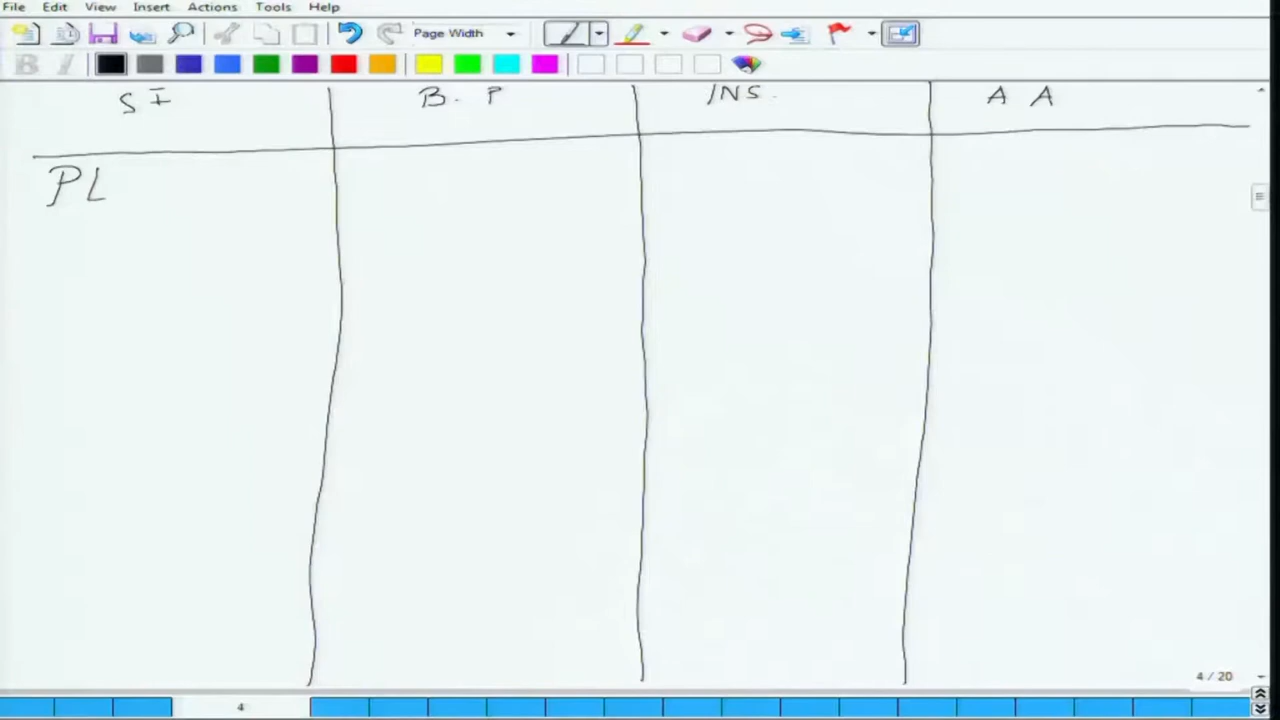 File Edit View Insert Actions Tools Help
Page Width
B I
S I B. P INS. A A
PL
4 / 20
4